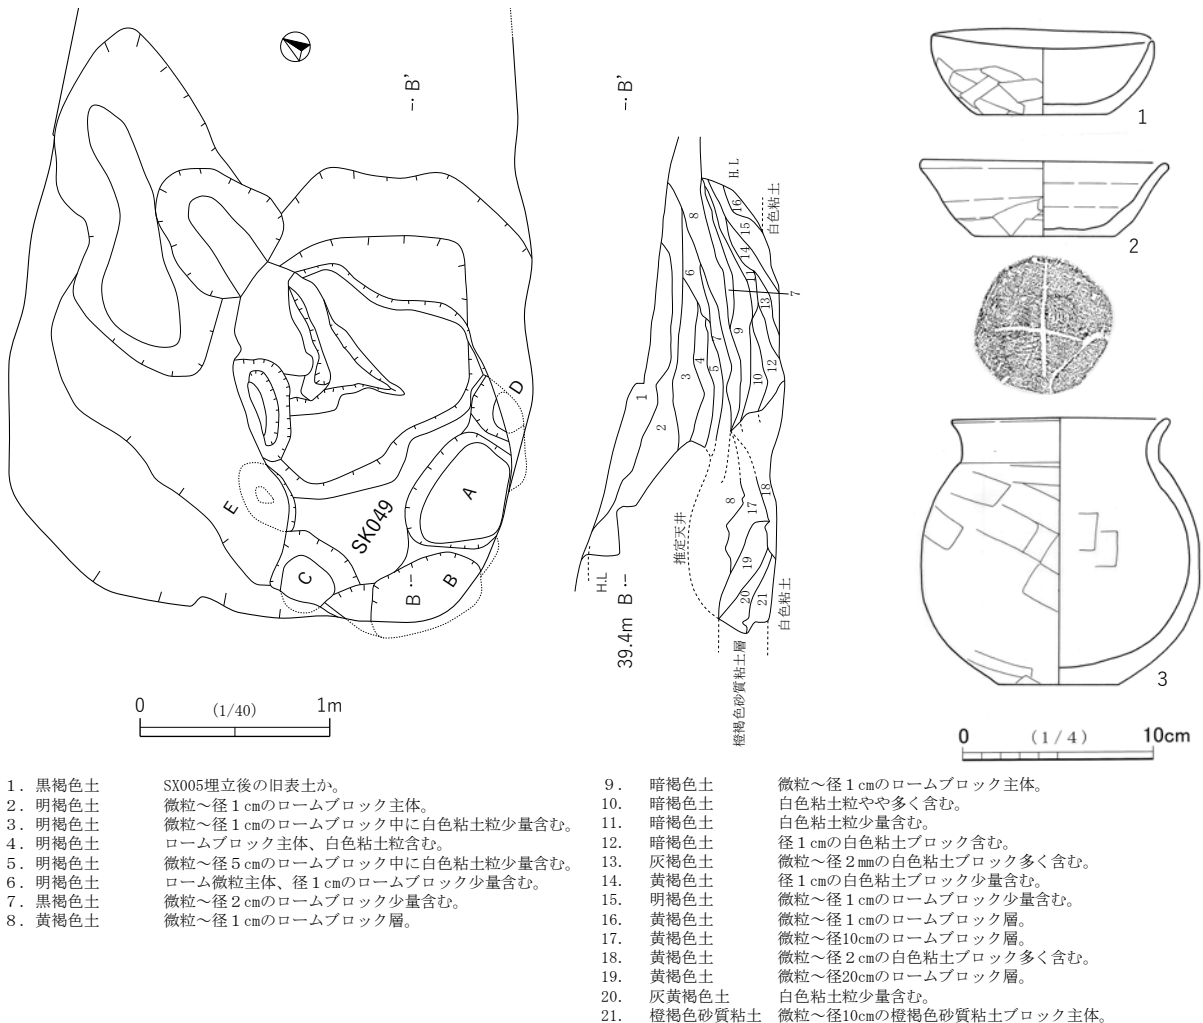 B'
B'
H.L
白色粘土
1
2
3
D
A
E
SK049
C
B
B
16
15
14
11
13
7
8
6
9
7
12
10
4
5
3
1
2
18
8
17
19
20
21
推定天井
H.L
白色粘土
39.4m B
橙褐色砂質粘土層
0 (1/40) 1m
0 (1/4) 10cm
1. 黒褐色土 SX005埋立後の旧表土か。
2. 明褐色土 微粒～径1cmのロームブロック主体。
3. 明褐色土 微粒～径1cmのロームブロック中に白色粘土粒少量含む。
4. 明褐色土 ロームブロック主体、白色粘土粒含む。
5. 明褐色土 微粒～径5cmのロームブロック中に白色粘土粒少量含む。
6. 明褐色土 ローム微粒主体、径1cmのロームブロック少量含む。
7. 黒褐色土 微粒～径2cmのロームブロック少量含む。
8. 黄褐色土 微粒～径1cmのロームブロック層。
9. 暗褐色土 微粒～径1cmのロームブロック主体。
10. 暗褐色土 白色粘土粒やや多く含む。
11. 暗褐色土 白色粘土粒少量含む。
12. 暗褐色土 径1cmの白色粘土ブロック含む。
13. 灰褐色土 微粒～径2mmの白色粘土ブロック多く含む。
14. 黄褐色土 径1cmの白色粘土ブロック少量含む。
15. 明褐色土 微粒～径1cmのロームブロック少量含む。
16. 黄褐色土 微粒～径1cmのロームブロック層。
17. 黄褐色土 微粒～径10cmのロームブロック層。
18. 黄褐色土 微粒～径2cmの白色粘土ブロック多く含む。
19. 黄褐色土 微粒～径20cmのロームブロック層。
20. 灰黄褐色土 白色粘土粒少量含む。
21. 橙褐色砂質粘土 微粒～径10cmの橙褐色砂質粘土ブロック主体。